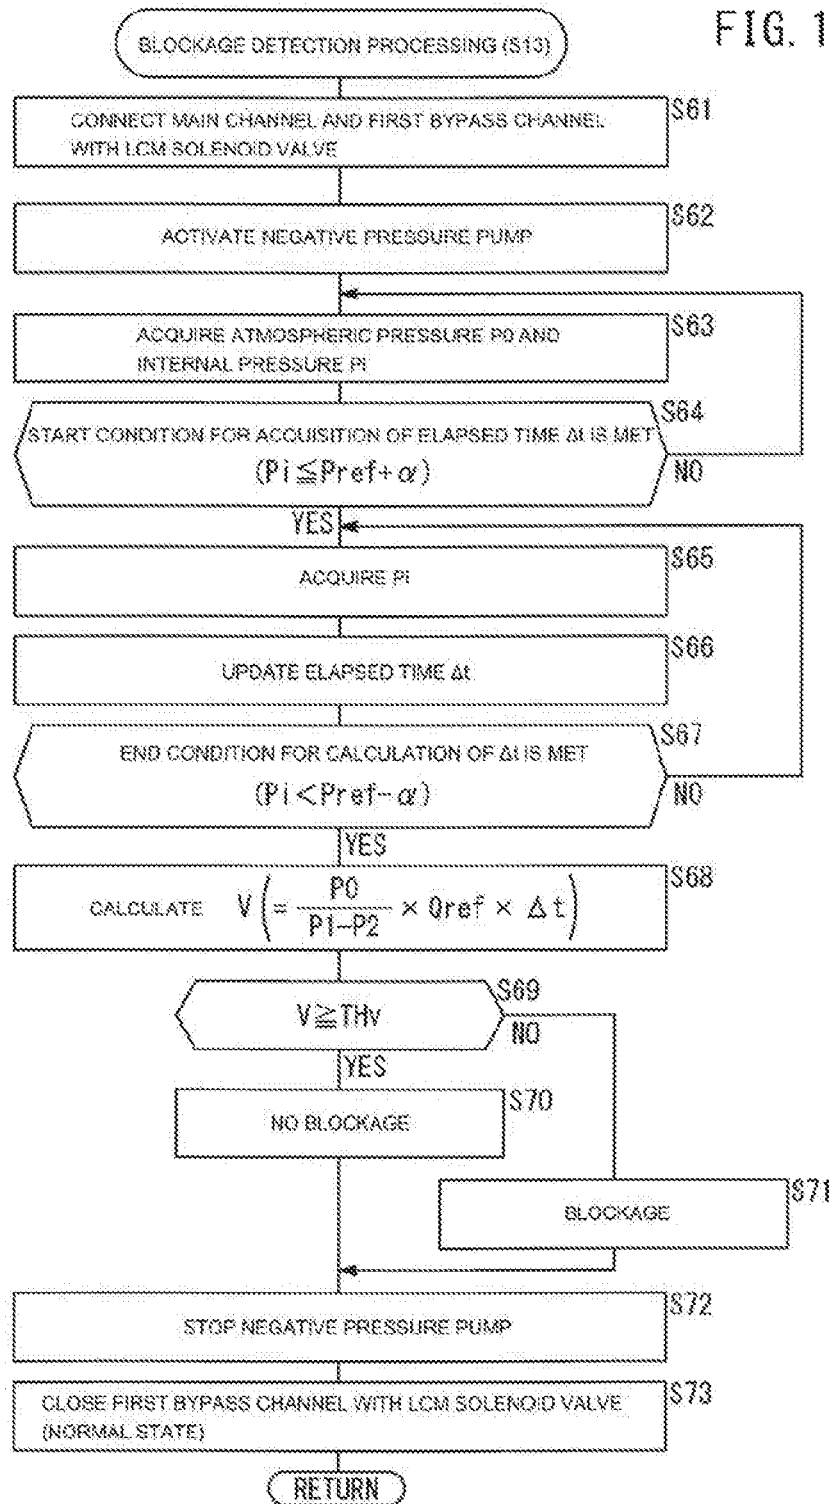 FIG. 1
BLOCKAGE DETECTION PROCESSING (S13)
S61
CONNECT MAIN CHANNEL AND FIRST BYPASS CHANNEL
WITH LCM SOLENOID VALVE
S62
ACTIVATE NEGATIVE PRESSURE PUMP
S63
ACQUIRE ATMOSPHERIC PRESSURE P0 AND
INTERNAL PRESSURE Pi
S64
START CONDITION FOR ACQUISITION OF ELAPSED TIME Δt IS MET
(Pi≦Pref+α)
NO
YES
S65
ACQUIRE Pi
S66
UPDATE ELAPSED TIME Δt
S67
END CONDITION FOR CALCULATION OF Δt IS MET
(Pi<Pref-α)
NO
YES
S68
CALCULATE V (= P0 / P1-P2 × Qref × Δt)
S69
V≧THv
NO
YES
S70
NO BLOCKAGE
S71
BLOCKAGE
S72
STOP NEGATIVE PRESSURE PUMP
S73
CLOSE FIRST BYPASS CHANNEL WITH LCM SOLENOID VALVE
(NORMAL STATE)
RETURN